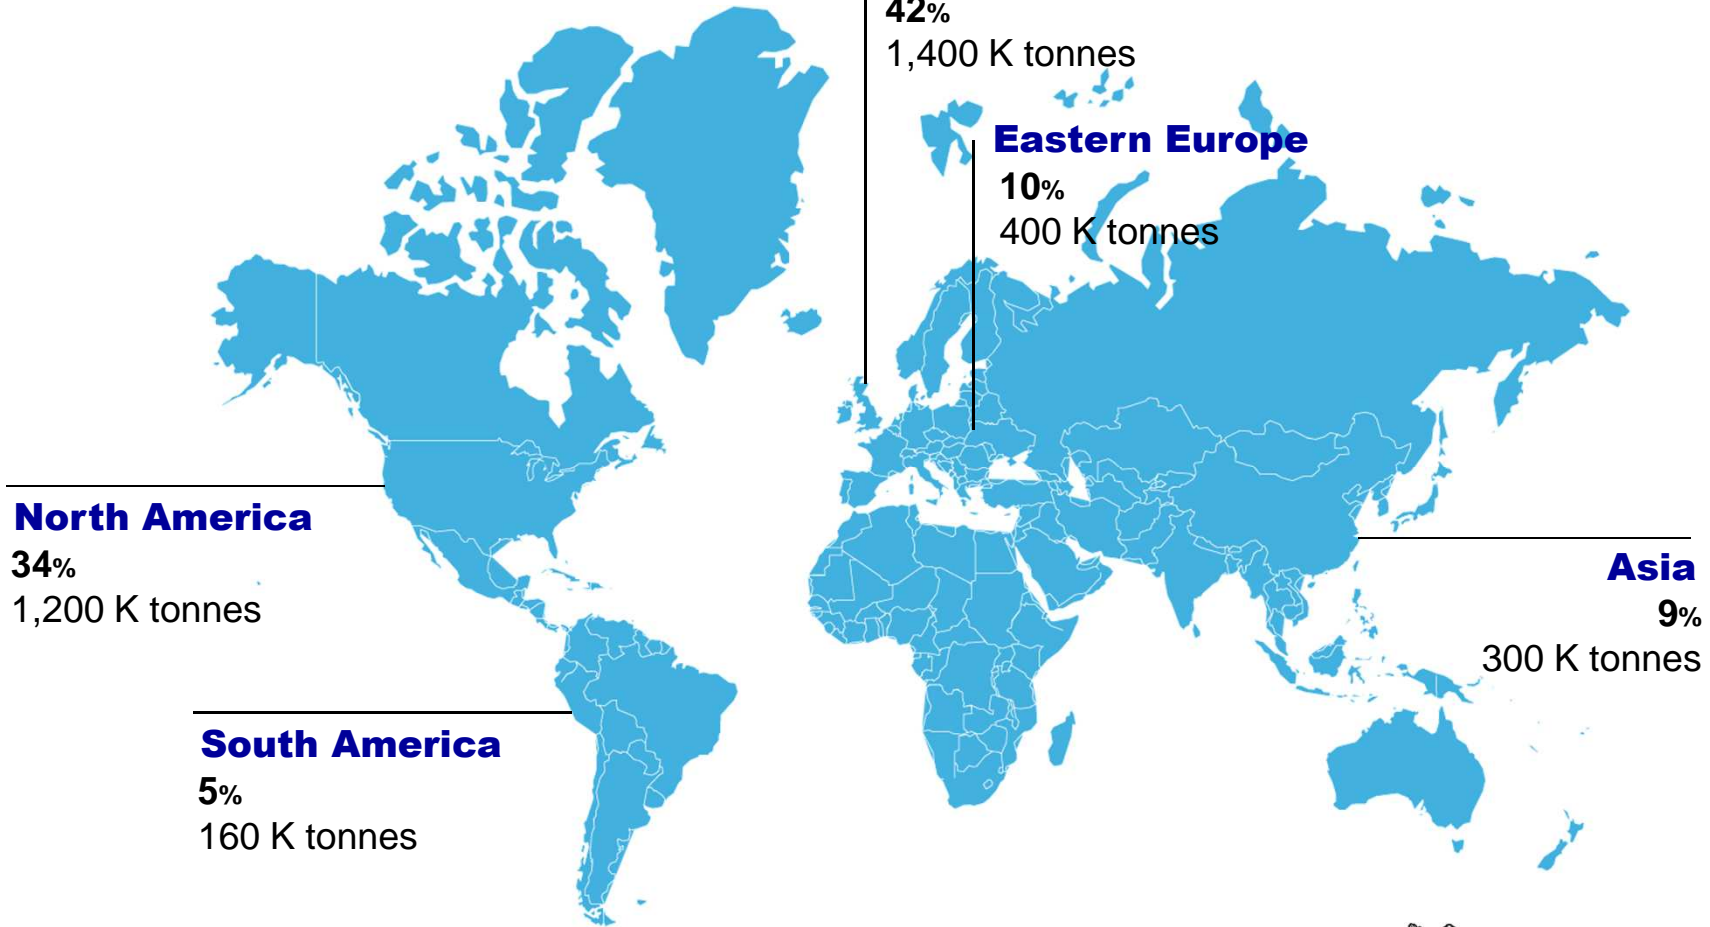 42%
1,400 K tonnes
Eastern Europe
10%
400 K tonnes
North America
34%
1,200 K tonnes
Asia
9%
300 K tonnes
South America
5%
160 K tonnes